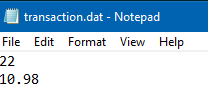 transaction.dat - Notepad
File Edit Format View Help
22
10.98